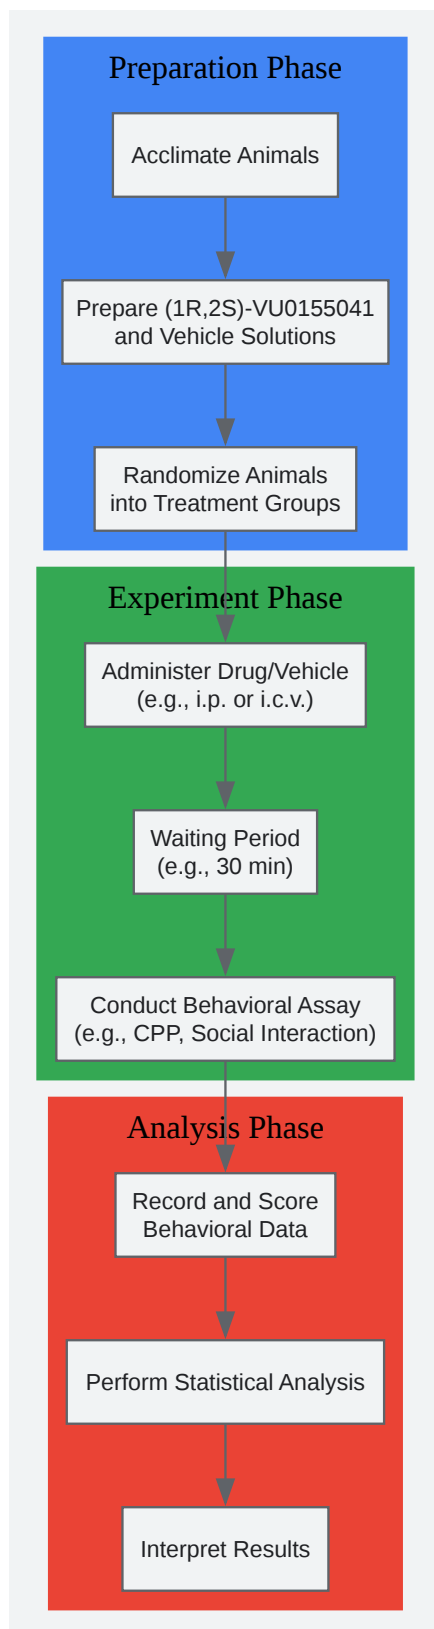 Preparation Phase
Acclimate Animals
Prepare (1R,2S)-VU0155041
and Vehicle Solutions
Randomize Animals
into Treatment Groups
Experiment Phase
Administer Drug/Vehicle
(e.g., i.p. or i.c.v.)
Waiting Period
(e.g., 30 min)
Conduct Behavioral Assay
(e.g., CPP, Social Interaction)
Analysis Phase
Record and Score
Behavioral Data
Perform Statistical Analysis
Interpret Results